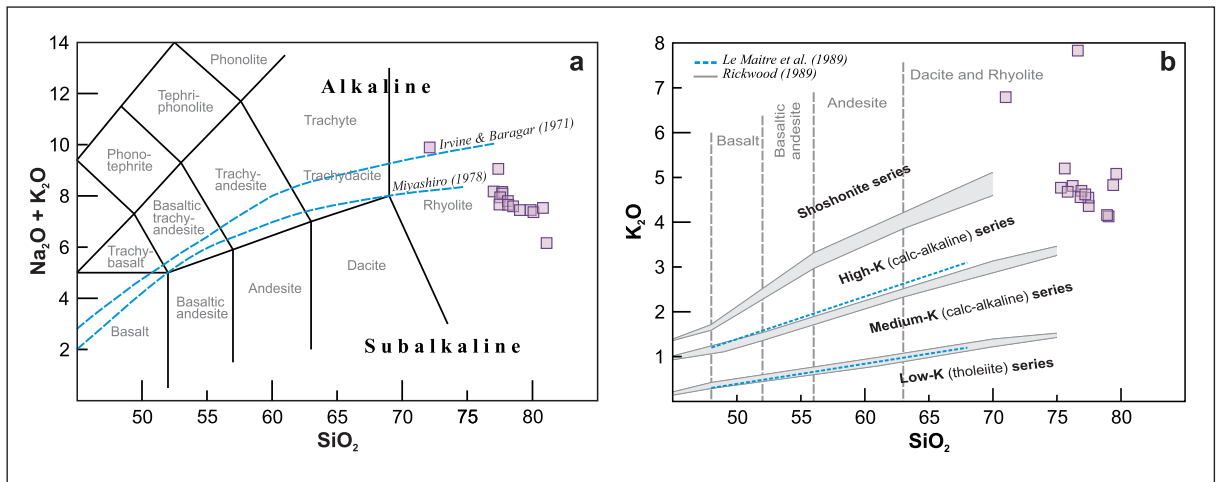 a
Na₂O + K₂O
14
12
10
8
6
4
2
50
55
60
65
70
75
80
SiO₂
Phonolite
Tephri-
phonolite
Phono-
tephrite
Trachy-
basalt
Basaltic
trachy-
andesite
Trachy-
andesite
Trachyte
Trachydacite
Basalt
Basaltic
andesite
Andesite
Dacite
Rhyolite
Alkaline
Subalkaline
Irvine & Baragar (1971)
Miyashiro (1978)
b
K₂O
8
7
6
5
4
3
2
1
50
55
60
65
70
75
80
SiO₂
Le Maitre et al. (1989)
Rickwood (1989)
Basalt
Basaltic
andesite
Andesite
Dacite and Rhyolite
Shoshonite series
High-K (calc-alkaline) series
Medium-K (calc-alkaline) series
Low-K (tholeiite) series